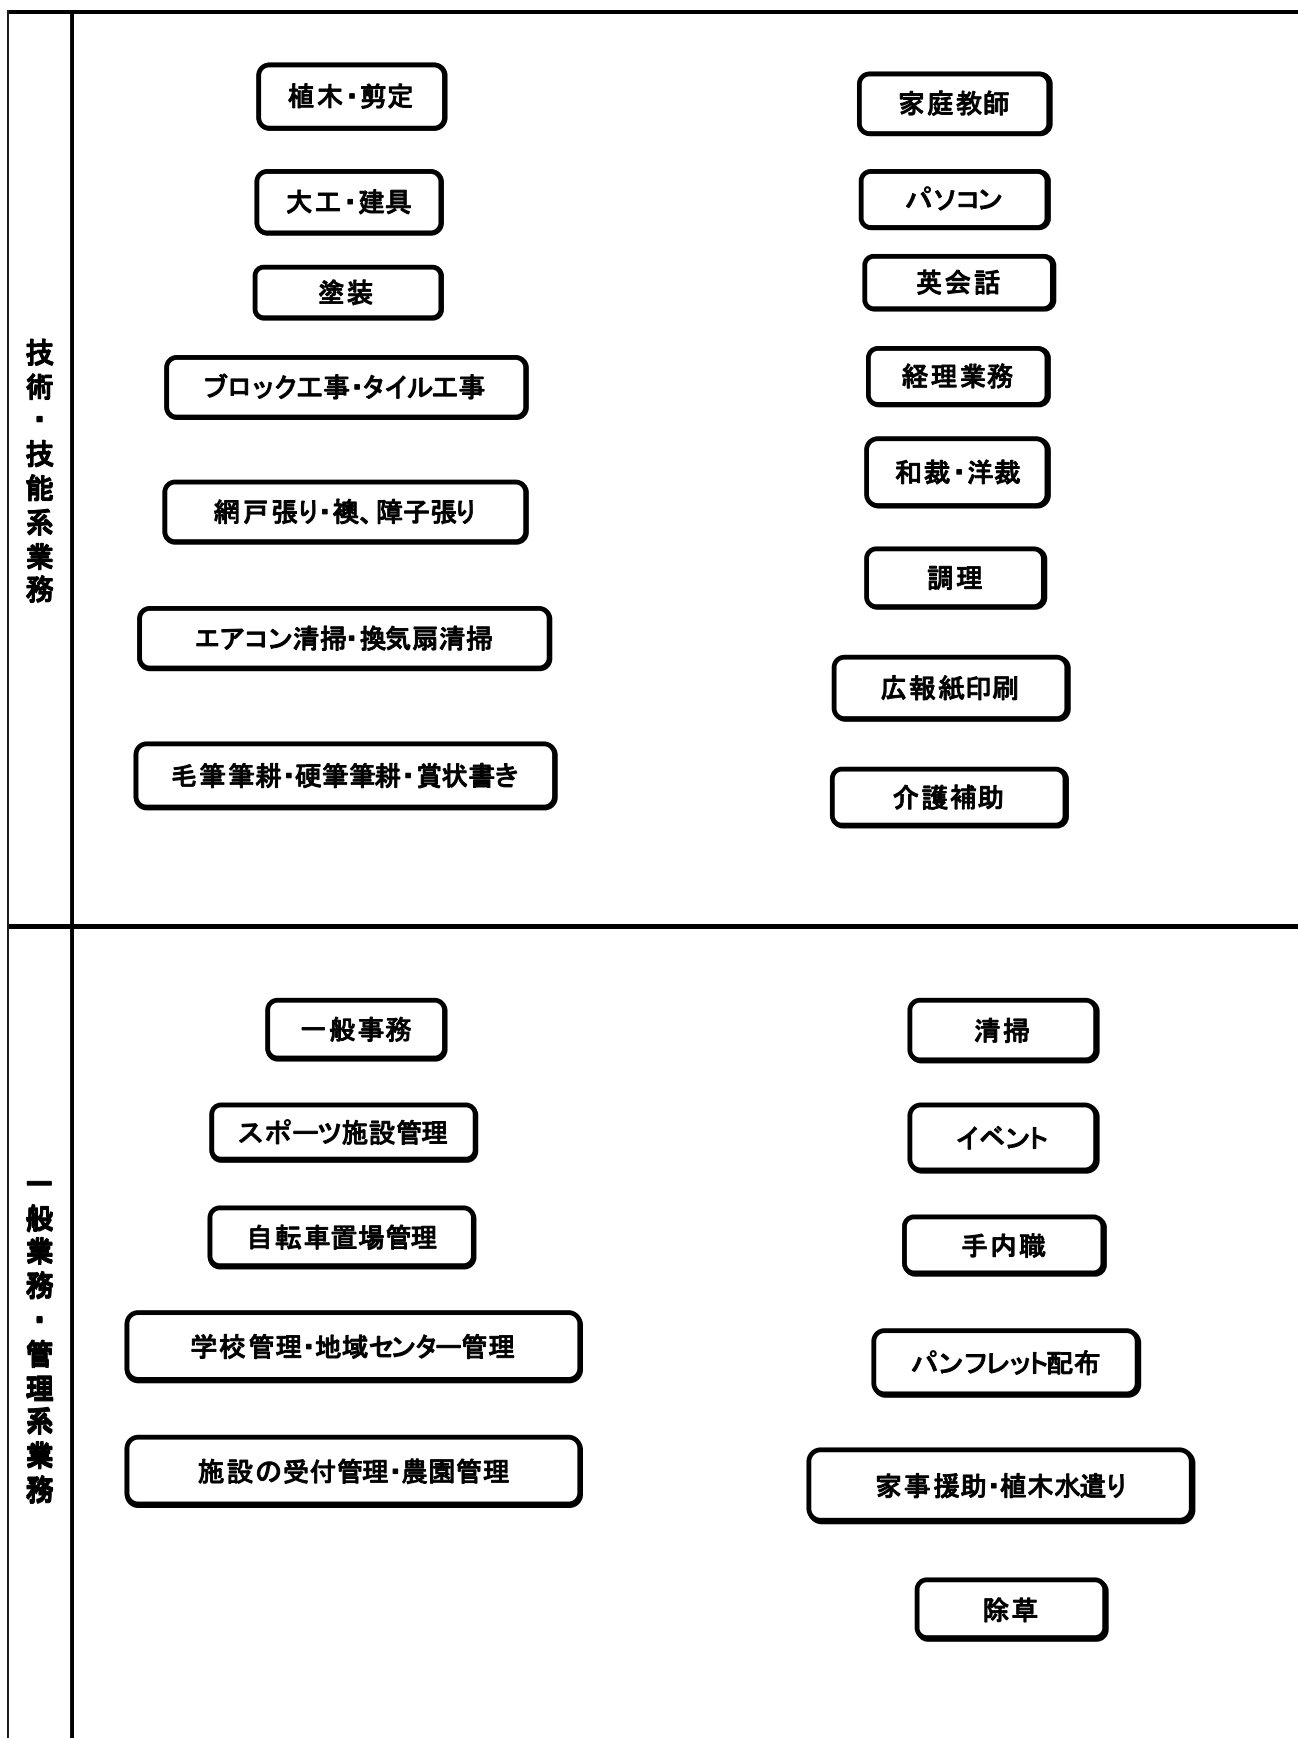 技術・技能系業務
植木・剪定
大工・建具
塗装
ブロック工事・タイル工事
網戸張り・襖、障子張り
エアコン清掃・換気扇清掃
毛筆筆耕・硬筆筆耕・賞状書き
家庭教師
パソコン
英会話
経理業務
和裁・洋裁
調理
広報紙印刷
介護補助
一般業務・管理系業務
一般事務
スポーツ施設管理
自転車置場管理
学校管理・地域センター管理
施設の受付管理・農園管理
清掃
イベント
手内職
パンフレット配布
家事援助・植木水遣り
除草